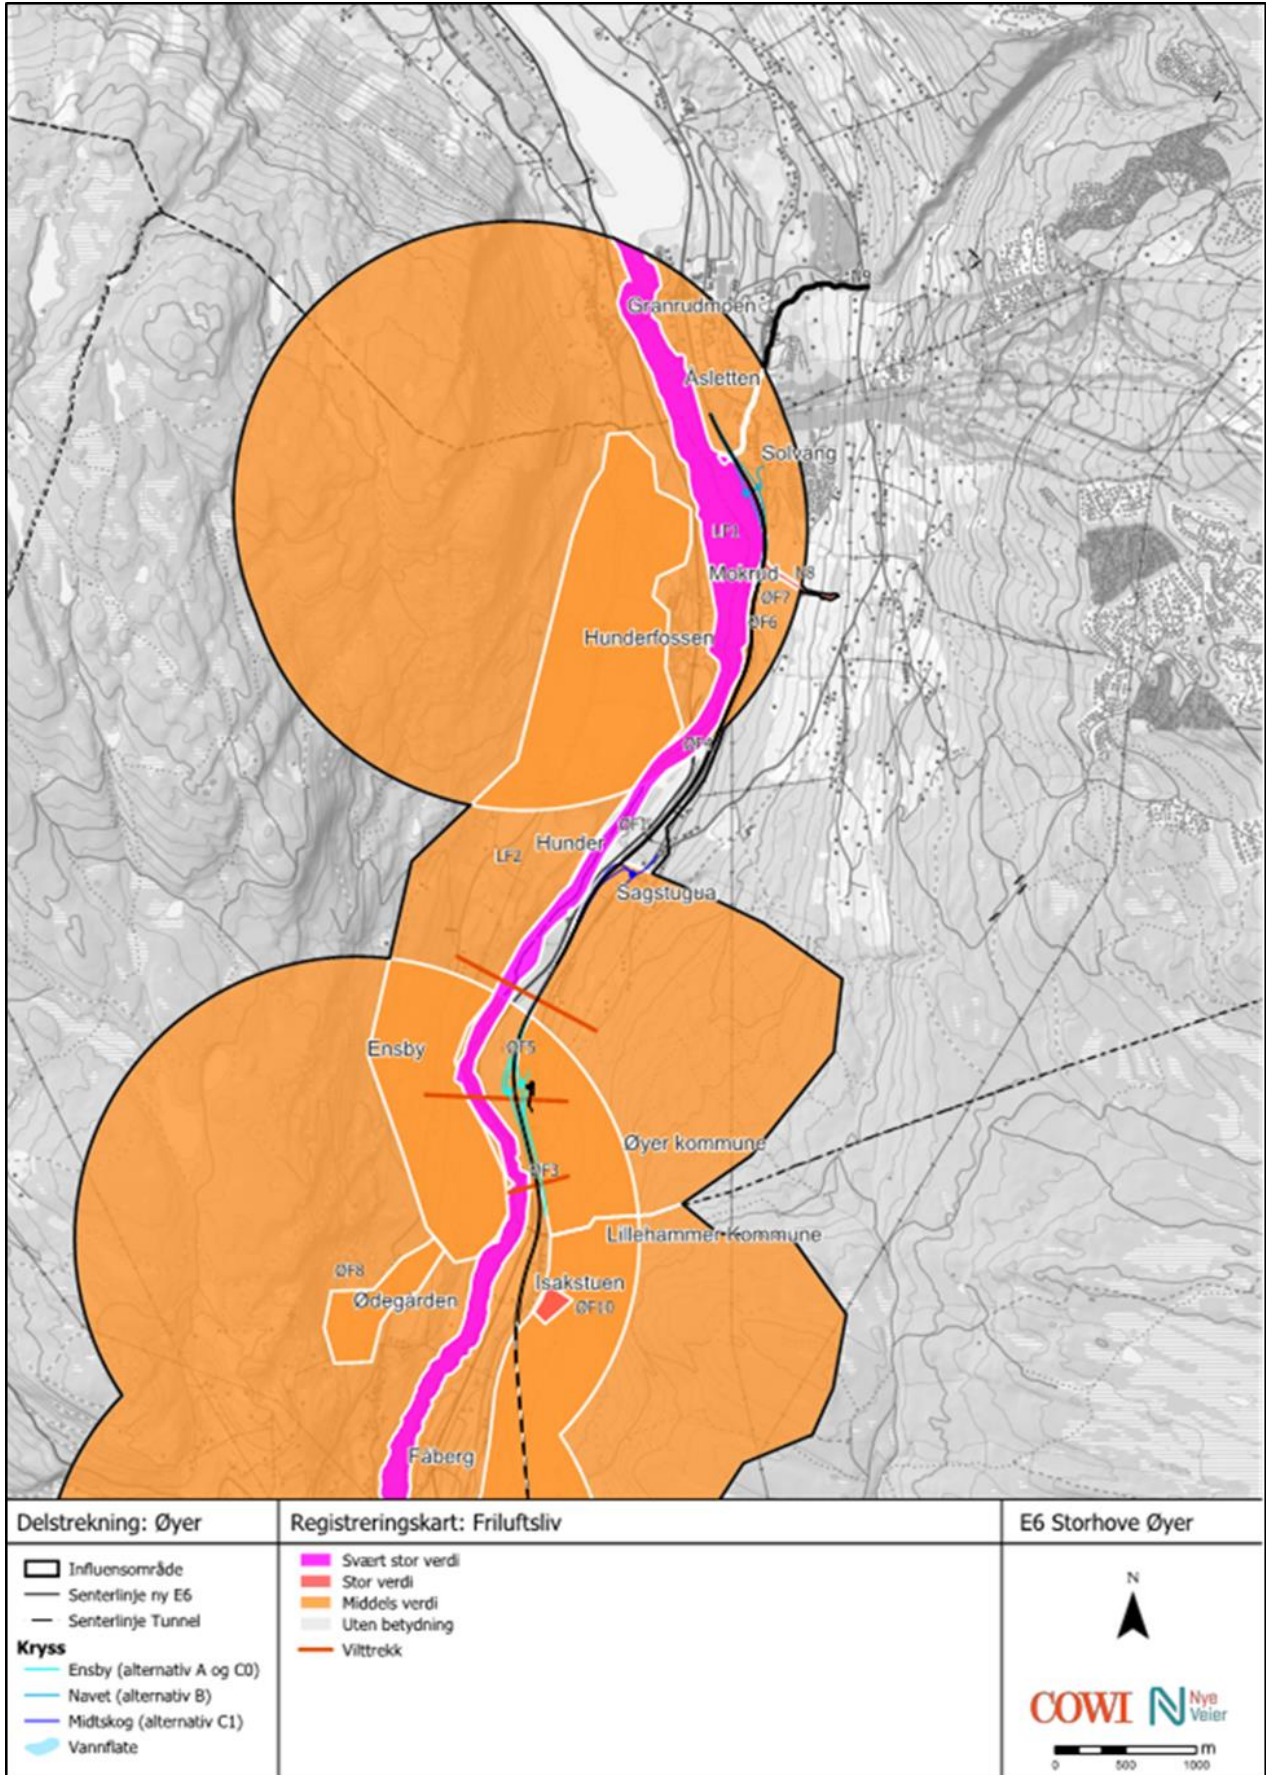 N9
Granrudmoen
Åsletten
Solvang
LF1
Mokrud N8
ØF7
ØF6
Hunderfossen
ØF4
ØF1
Hunder
LF2
Sagstugua
Ensby
ØF5
Øyer kommune
ØF3
Lillehammer Kommune
ØF8
Isakstuen
Ødegården
ØF10
Fåberg
Delstrekning: Øyer
Registreringskart: Friluftsliv
E6 Storhove Øyer
Influensområde
Senterlinje ny E6
Senterlinje Tunnel
Kryss
Ensby (alternativ A og C0)
Navet (alternativ B)
Midtskog (alternativ C1)
Vannflate
Svært stor verdi
Stor verdi
Middels verdi
Uten betydning
Vilttrekk
N
COWI
Nye
Veier
m
0 500 1000